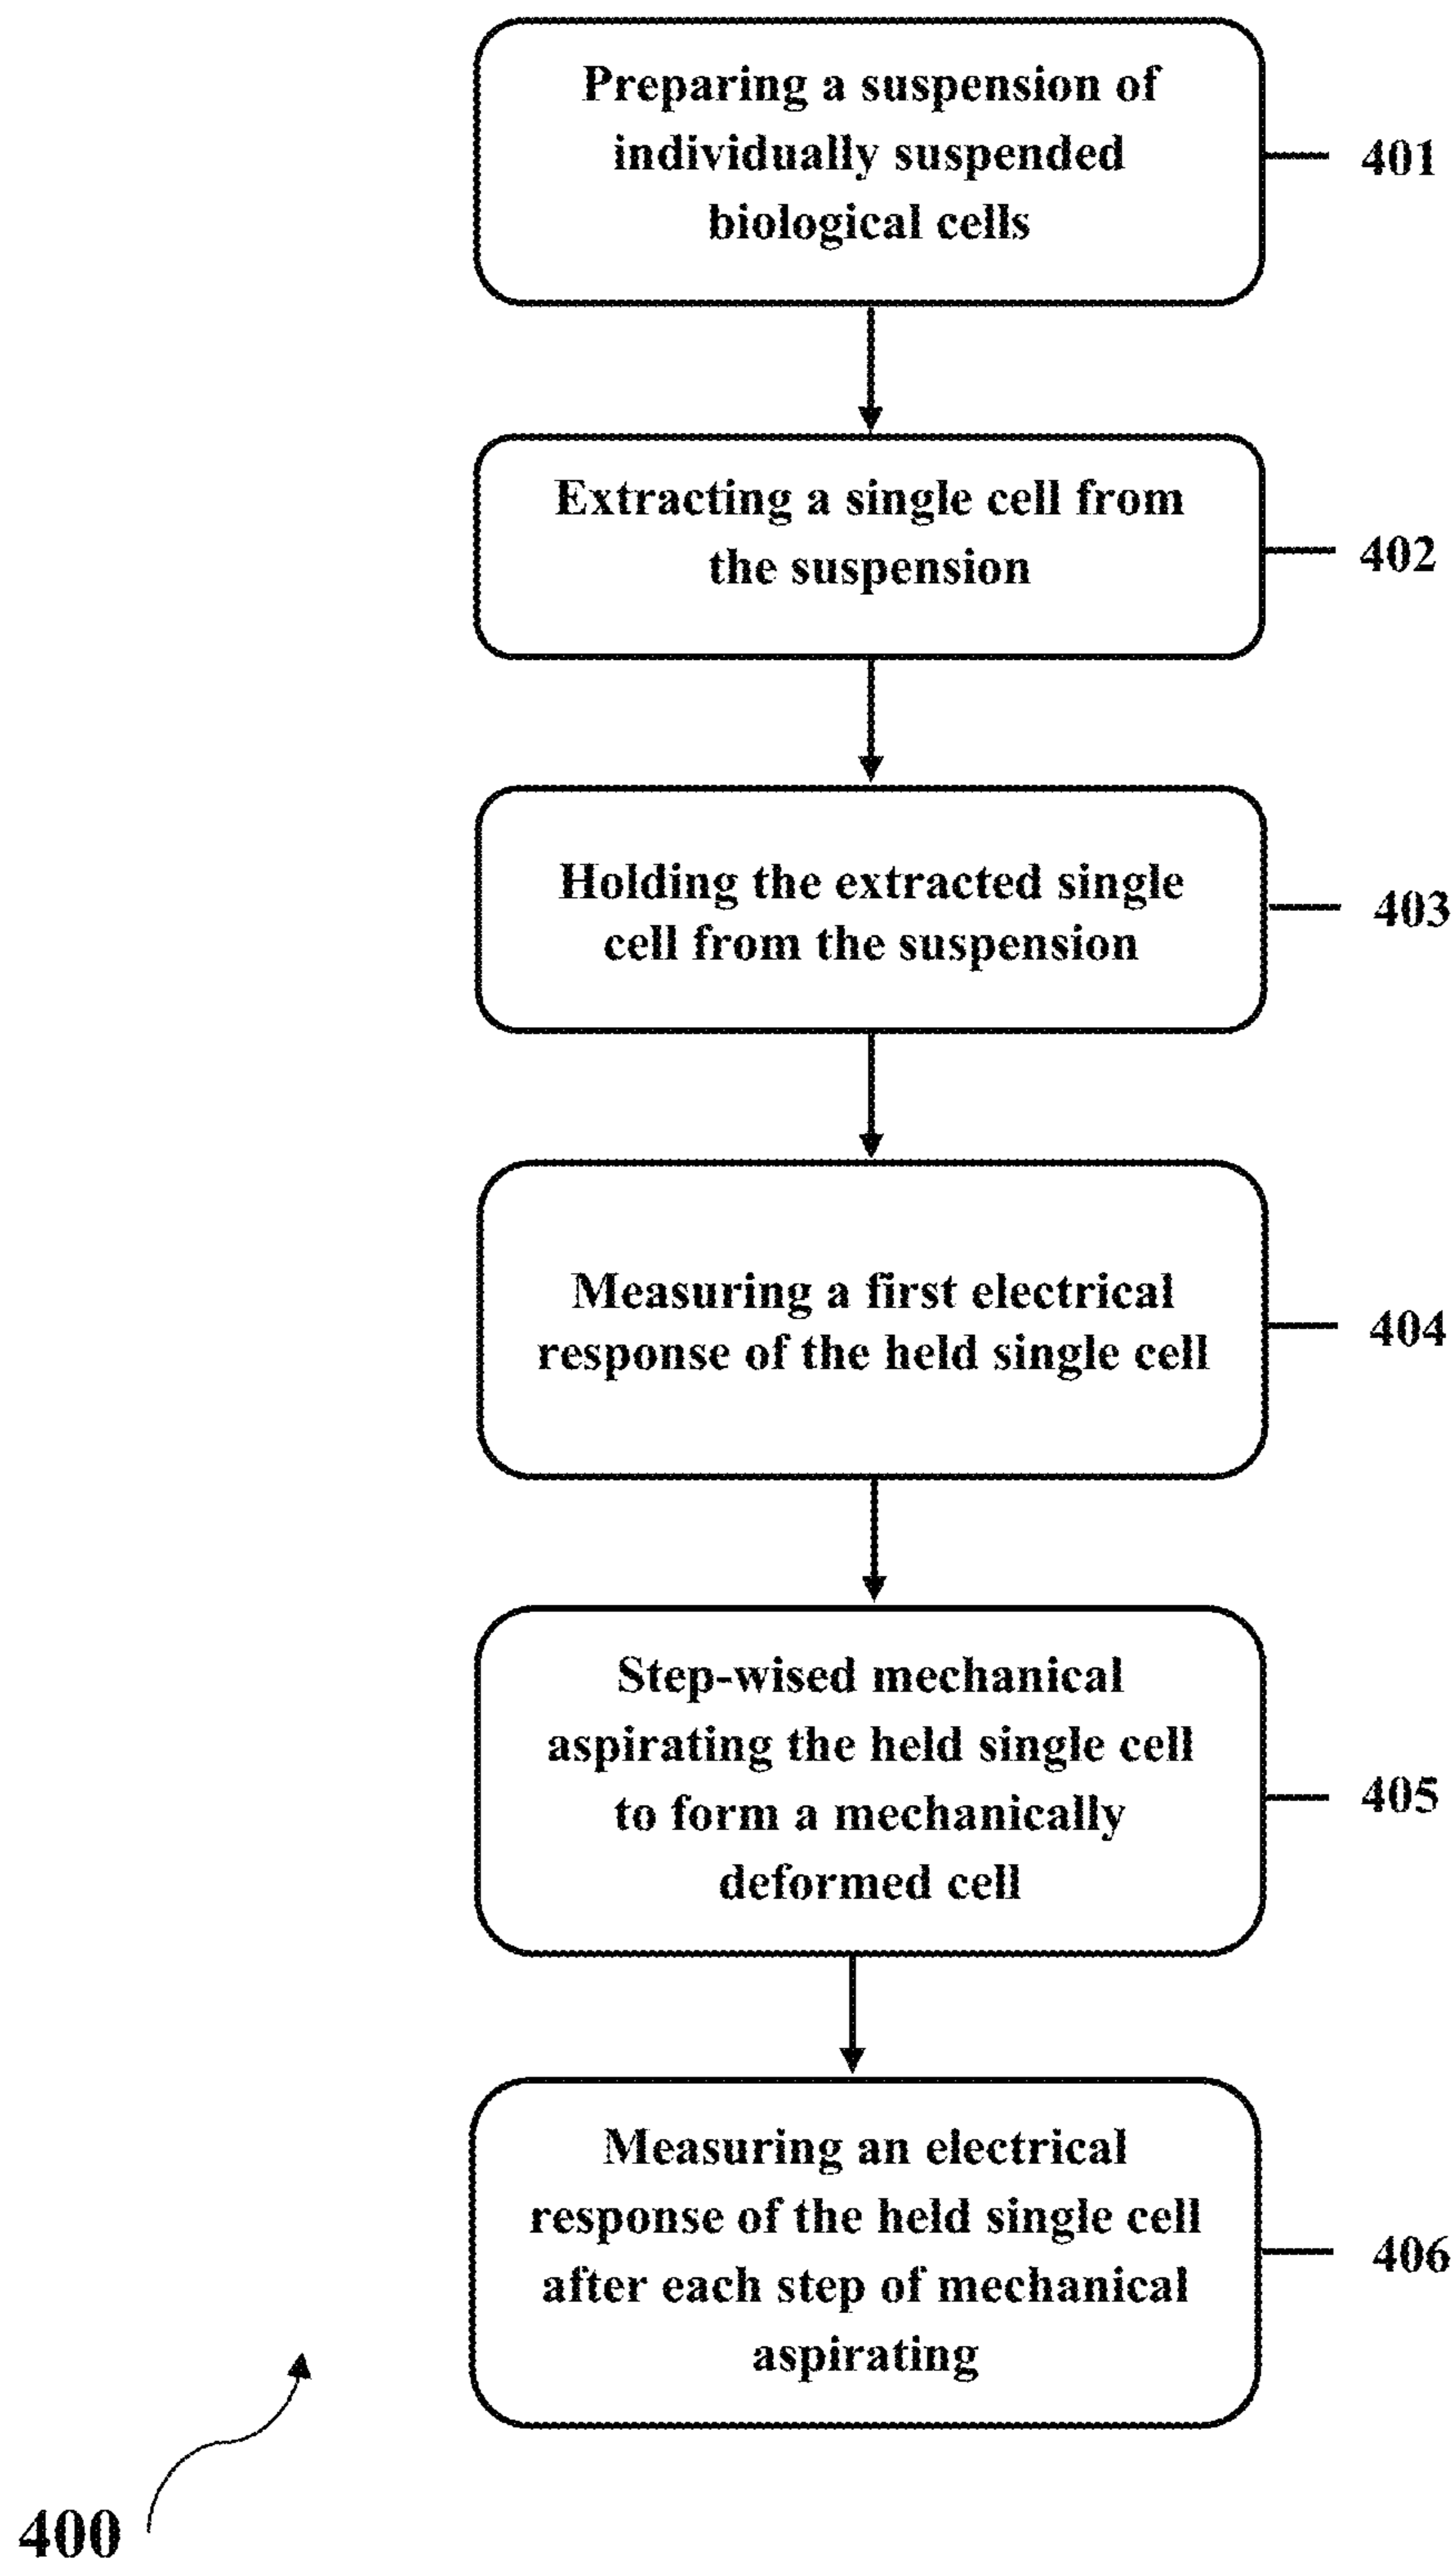 Preparing a suspension of
individually suspended
biological cells
401
Extracting a single cell from
the suspension
402
Holding the extracted single
cell from the suspension
403
Measuring a first electrical
response of the held single cell
404
Step-wised mechanical
aspirating the held single cell
to form a mechanically
deformed cell
405
Measuring an electrical
response of the held single cell
after each step of mechanical
aspirating
406
400